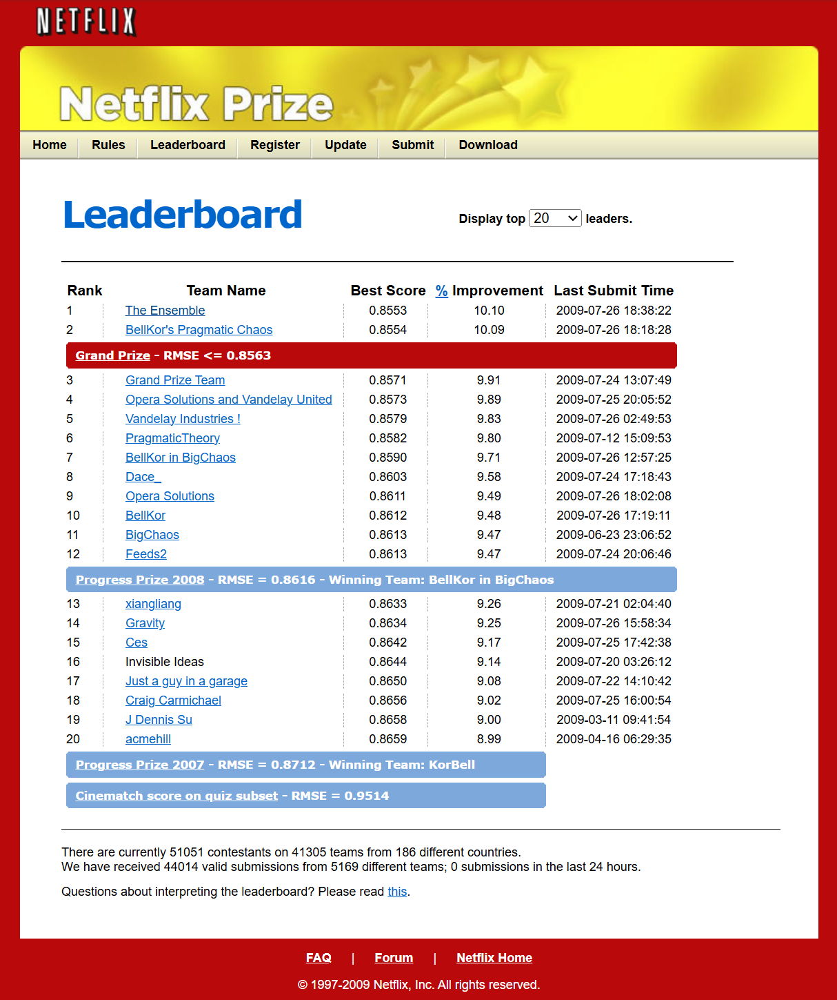 NETFLIX
Netflix Prize
Home Rules Leaderboard Register Update Submit Download
Leaderboard
Display top 20 leaders.
Rank Team Name Best Score % Improvement Last Submit Time
1 The Ensemble 0.8553 10.10 2009-07-26 18:38:22
2 BellKor's Pragmatic Chaos 0.8554 10.09 2009-07-26 18:18:28
Grand Prize - RMSE <= 0.8563
3 Grand Prize Team 0.8571 9.91 2009-07-24 13:07:49
4 Opera Solutions and Vandelay United 0.8573 9.89 2009-07-25 20:05:52
5 Vandelay Industries ! 0.8579 9.83 2009-07-26 02:49:53
6 PragmaticTheory 0.8582 9.80 2009-07-12 15:09:53
7 BellKor in BigChaos 0.8590 9.71 2009-07-26 12:57:25
8 Dace_ 0.8603 9.58 2009-07-24 17:18:43
9 Opera Solutions 0.8611 9.49 2009-07-26 18:02:08
10 BellKor 0.8612 9.48 2009-07-26 17:19:11
11 BigChaos 0.8613 9.47 2009-06-23 23:06:52
12 Feeds2 0.8613 9.47 2009-07-24 20:06:46
Progress Prize 2008 - RMSE = 0.8616 - Winning Team: BellKor in BigChaos
13 xiangliang 0.8633 9.26 2009-07-21 02:04:40
14 Gravity 0.8634 9.25 2009-07-26 15:58:34
15 Ces 0.8642 9.17 2009-07-25 17:42:38
16 Invisible Ideas 0.8644 9.14 2009-07-20 03:26:12
17 Just a guy in a garage 0.8650 9.08 2009-07-22 14:10:42
18 Craig Carmichael 0.8656 9.02 2009-07-25 16:00:54
19 J Dennis Su 0.8658 9.00 2009-03-11 09:41:54
20 acmehill 0.8659 8.99 2009-04-16 06:29:35
Progress Prize 2007 - RMSE = 0.8712 - Winning Team: KorBell
Cinematch score on quiz subset - RMSE = 0.9514
There are currently 51051 contestants on 41305 teams from 186 different countries.
We have received 44014 valid submissions from 5169 different teams; 0 submissions in the last 24 hours.
Questions about interpreting the leaderboard? Please read this.
FAQ | Forum | Netflix Home
© 1997-2009 Netflix, Inc. All rights reserved.